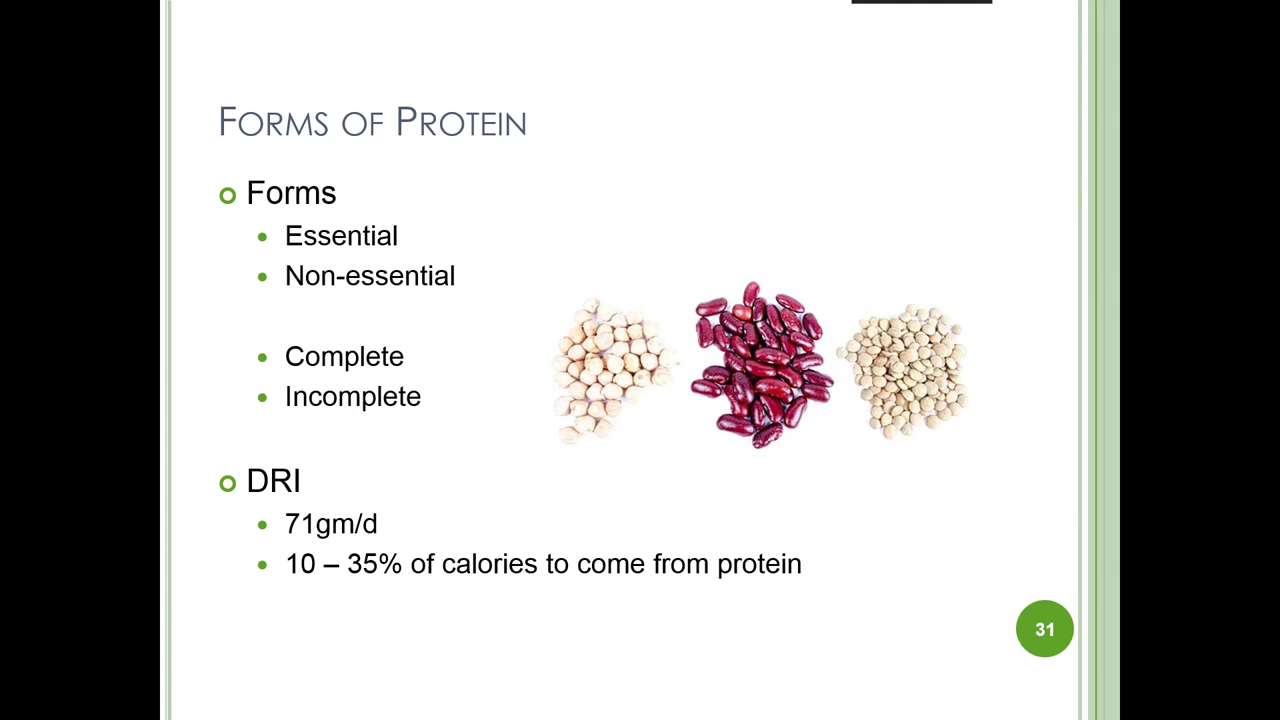 Forms of Protein
Forms
Essential
Non-essential
Complete
Incomplete
DRI
71gm/d
10 – 35% of calories to come from protein
31